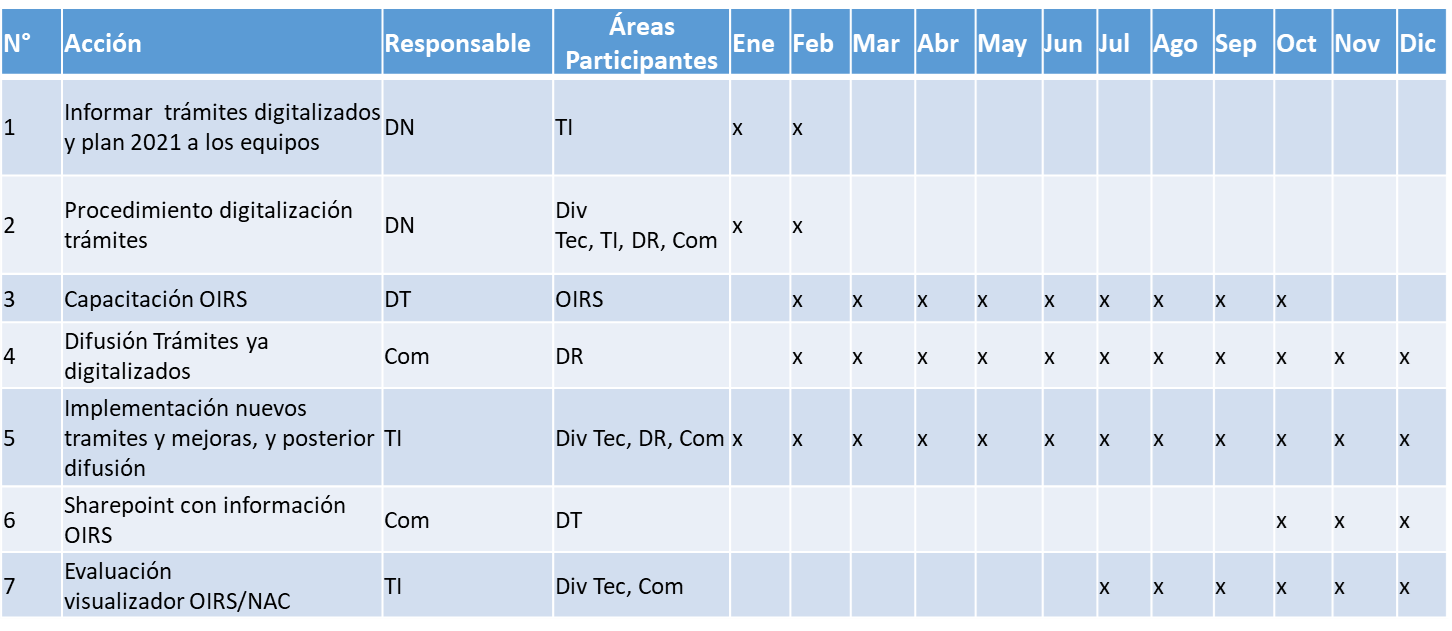 N° Acción Responsable Áreas Participantes Ene Feb Mar Abr May Jun Jul Ago Sep Oct Nov Dic
1 Informar trámites digitalizados y plan 2021 a los equipos DN TI x x
2 Procedimiento digitalización trámites DN Div Tec, TI, DR, Com x x
3 Capacitación OIRS DT OIRS x x x x x x x x x
4 Difusión Trámites ya digitalizados Com DR x x x x x x x x x x x
5 Implementación nuevos tramites y mejoras, y posterior difusión TI Div Tec, DR, Com x x x x x x x x x x x x
6 Sharepoint con información OIRS Com DT x x x
7 Evaluación visualizador OIRS/NAC TI Div Tec, Com x x x x x x